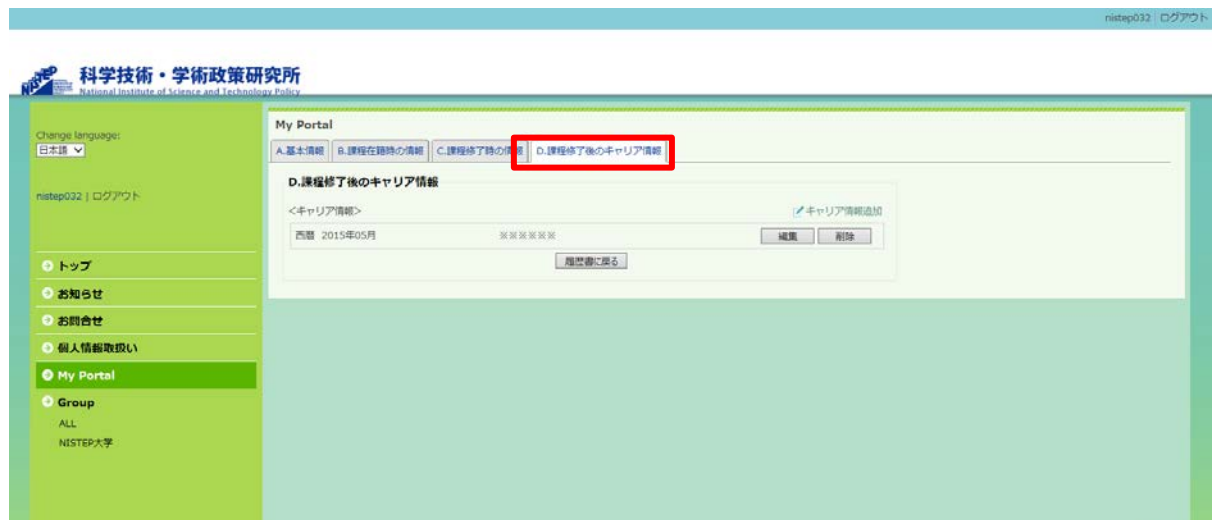 nistep032 | ログアウト
NISTEP
科学技術・学術政策研究所
National Institute of Science and Technology Policy
Change language:
日本語
nistep032 | ログアウト
トップ
お知らせ
お問合せ
個人情報取扱い
My Portal
Group
ALL
NISTEP大学
My Portal
A.基本情報 B.課程在籍時の情報 C.課程修了時の情報 D.課程修了後のキャリア情報
D.課程修了後のキャリア情報
<キャリア情報> キャリア情報追加
西暦 2015年05月 ※※※※※※ 編集 削除
履歴書に戻る